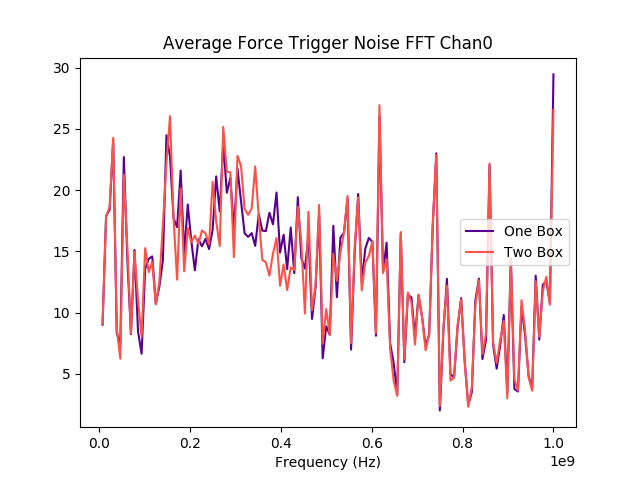 Average Force Trigger Noise FFT Chan0
30
25
20
15
10
5
One Box
Two Box
0.0 0.2 0.4 0.6 0.8 1.0
1e9
Frequency (Hz)